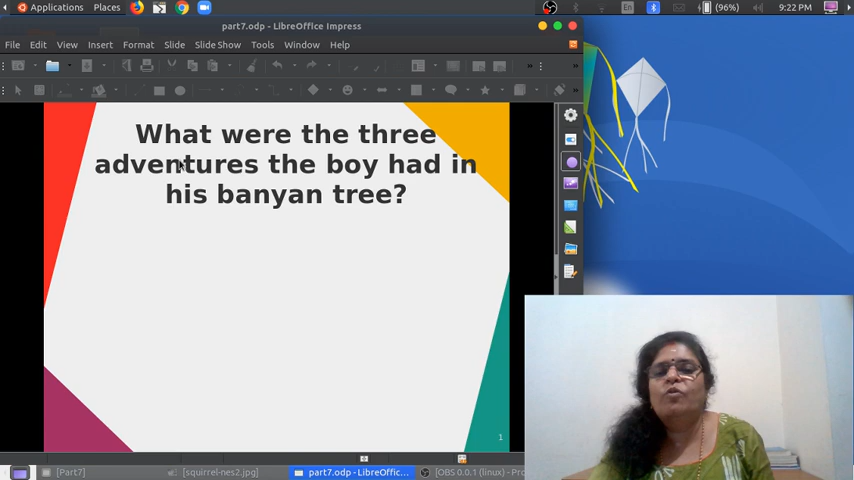 Applications Places En (96%) 9:22 PM
part7.odp - LibreOffice Impress
File Edit View Insert Format Slide Slide Show Tools Window Help
What were the three
adventures the boy had in
his banyan tree?
1
[Part7] [squirrel-nes2.jpg] part7.odp - LibreOffic... [OBS 0.0.1 (linux) - Pro...